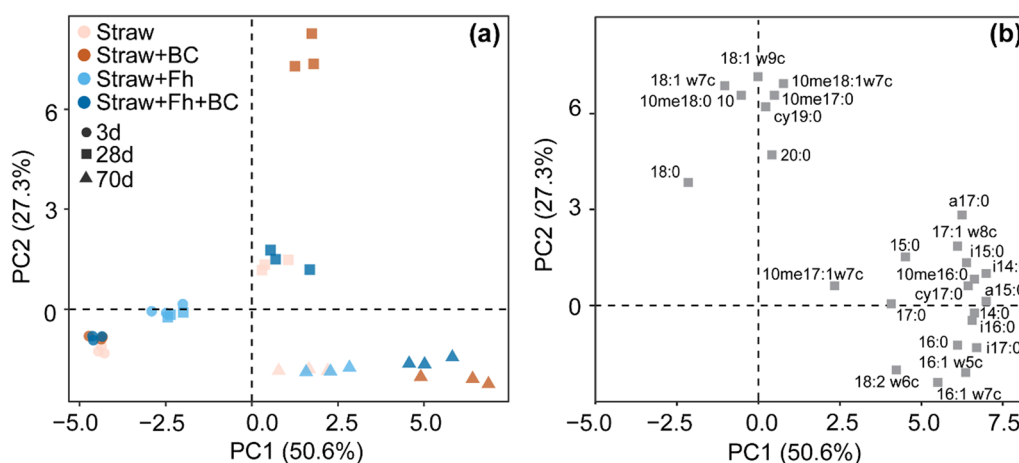 (a)
Straw
Straw+BC
Straw+Fh
Straw+Fh+BC
3d
28d
70d
PC2 (27.3%)
6
3
0
−5.0
−2.5
0
2.5
5.0
PC1 (50.6%)
(b)
18:1 w9c
18:1 w7c
10me18:1w7c
10me18:0 10
10me17:0
cy19:0
20:0
18:0
a17:0
17:1 w8c
15:0
i15:0
10me17:1w7c
10me16:0
i14:
cy17:0
a15:0
17:0
14:0
i16:0
16:0
i17:0
16:1 w5c
18:2 w6c
16:1 w7c
PC2 (27.3%)
6
3
0
−5.0
−2.5
0
2.5
5.0
7.5
PC1 (50.6%)